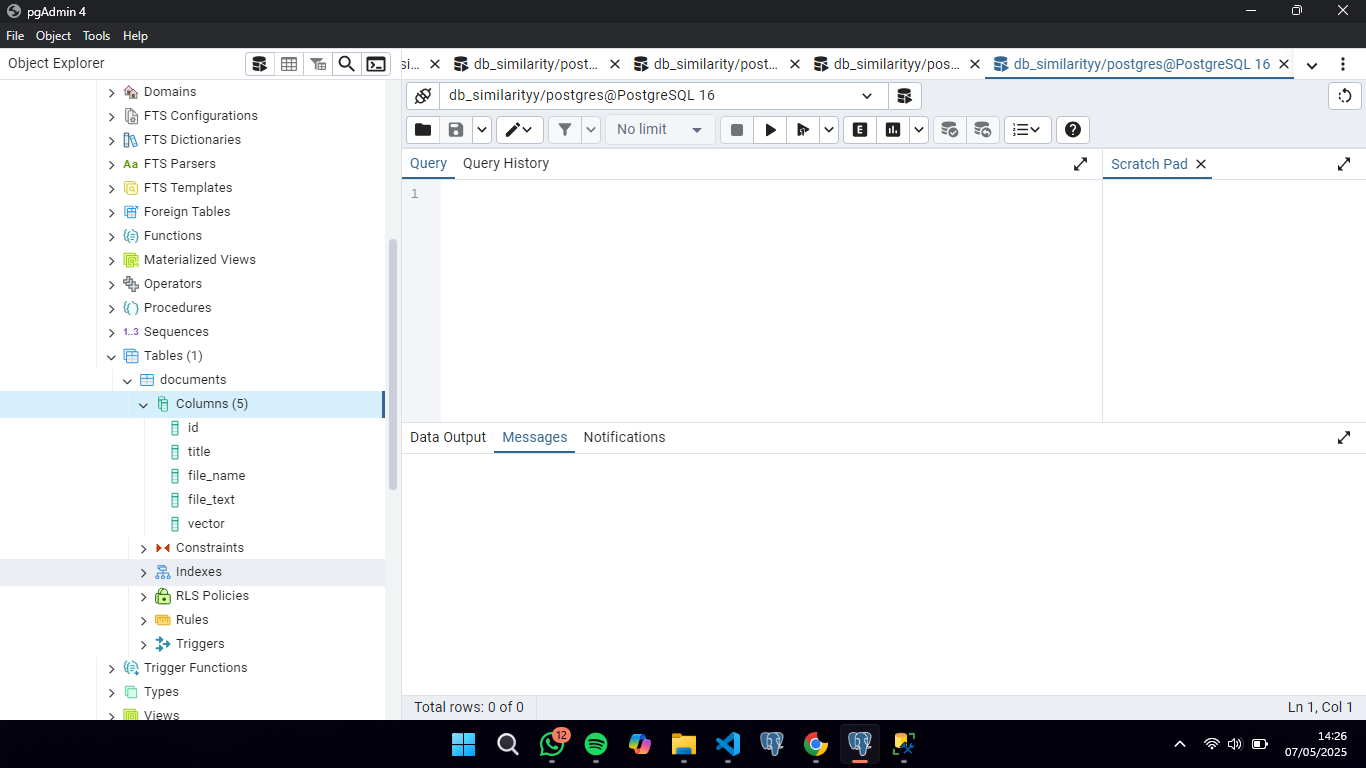 pgAdmin 4
File Object Tools Help
Object Explorer
si...
db_similarity/post...
db_similarity/post...
db_similarityy/pos...
db_similarityy/postgres@PostgreSQL 16
db_similarityy/postgres@PostgreSQL 16
No limit
E
Query Query History
Scratch Pad
1
Domains
FTS Configurations
FTS Dictionaries
Aa FTS Parsers
FTS Templates
Foreign Tables
Functions
Materialized Views
Operators
Procedures
1..3 Sequences
Tables (1)
documents
Columns (5)
id
title
file_name
file_text
vector
Constraints
Indexes
RLS Policies
Rules
Triggers
Trigger Functions
Types
Views
Data Output Messages Notifications
Total rows: 0 of 0
Ln 1, Col 1
12
14:26
07/05/2025